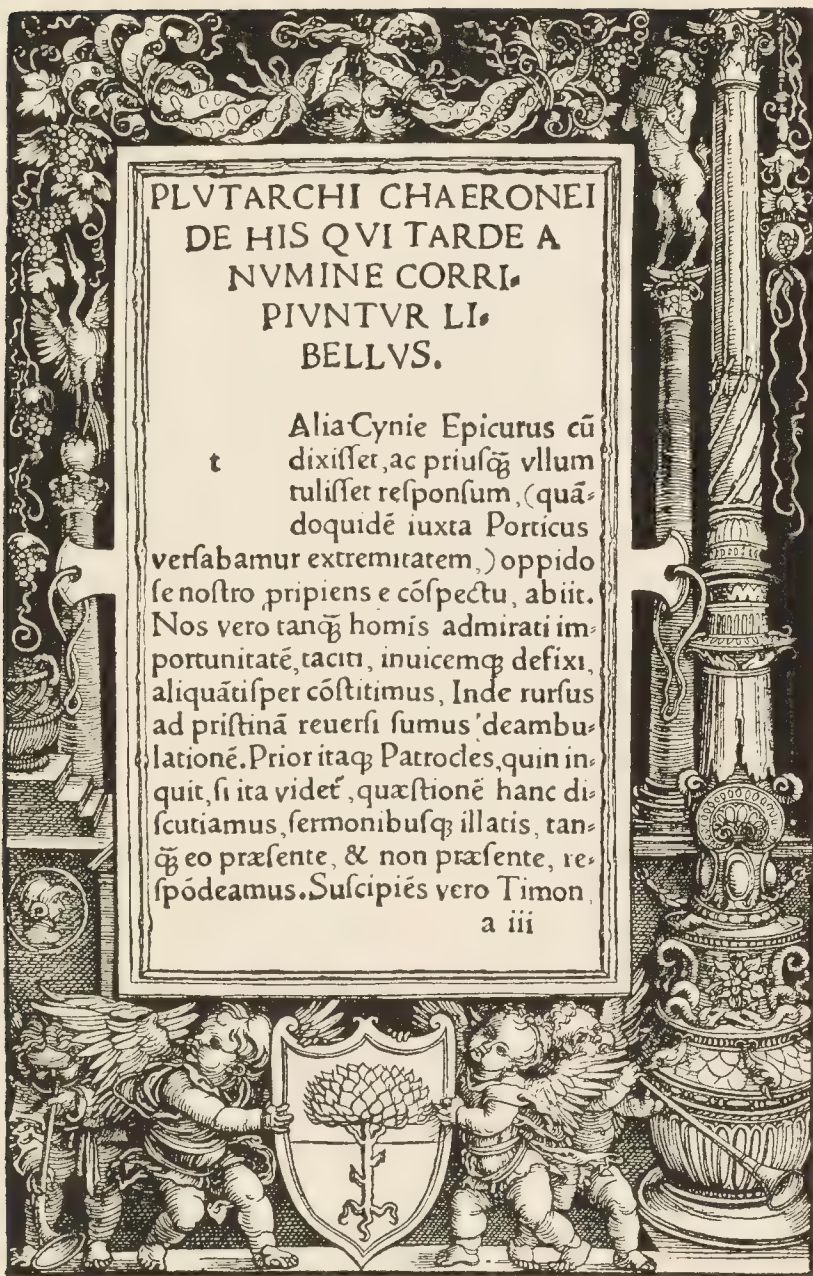 PLVTARCHI CHAERONEI
DE HIS QVI TARDE A
NVMINE CORRI-
PIVNTVR LI-
BELLVS.
Alia Cynie Epicurus cũ
t dixiſſet, ac priuſq̃ vllum
tuliſſet reſponſum, (quã-
doquidẽ iuxta Porticus
verſabamur extremitatem,) oppido
ſe noſtro ꝓripiens e cõſpectu, abiit.
Nos vero tanq̃ homĩs admirati im-
portunitatẽ, taciti, inuicemqꝫ defixi,
aliquãtiſper cõſtitimus, Inde rurſus
ad priſtinã reuerſi ſumus deambu-
lationẽ. Prior itaqꝫ Patrocles, quin in-
quit, ſi ita videt᷑, quæſtionẽ hanc di-
ſcutiamus, ſermonibuſqꝫ illatis, tan-
q̃ eo præſente, & non præſente, re-
ſpõdeamus. Suſcipiẽs vero Timon,
a iii